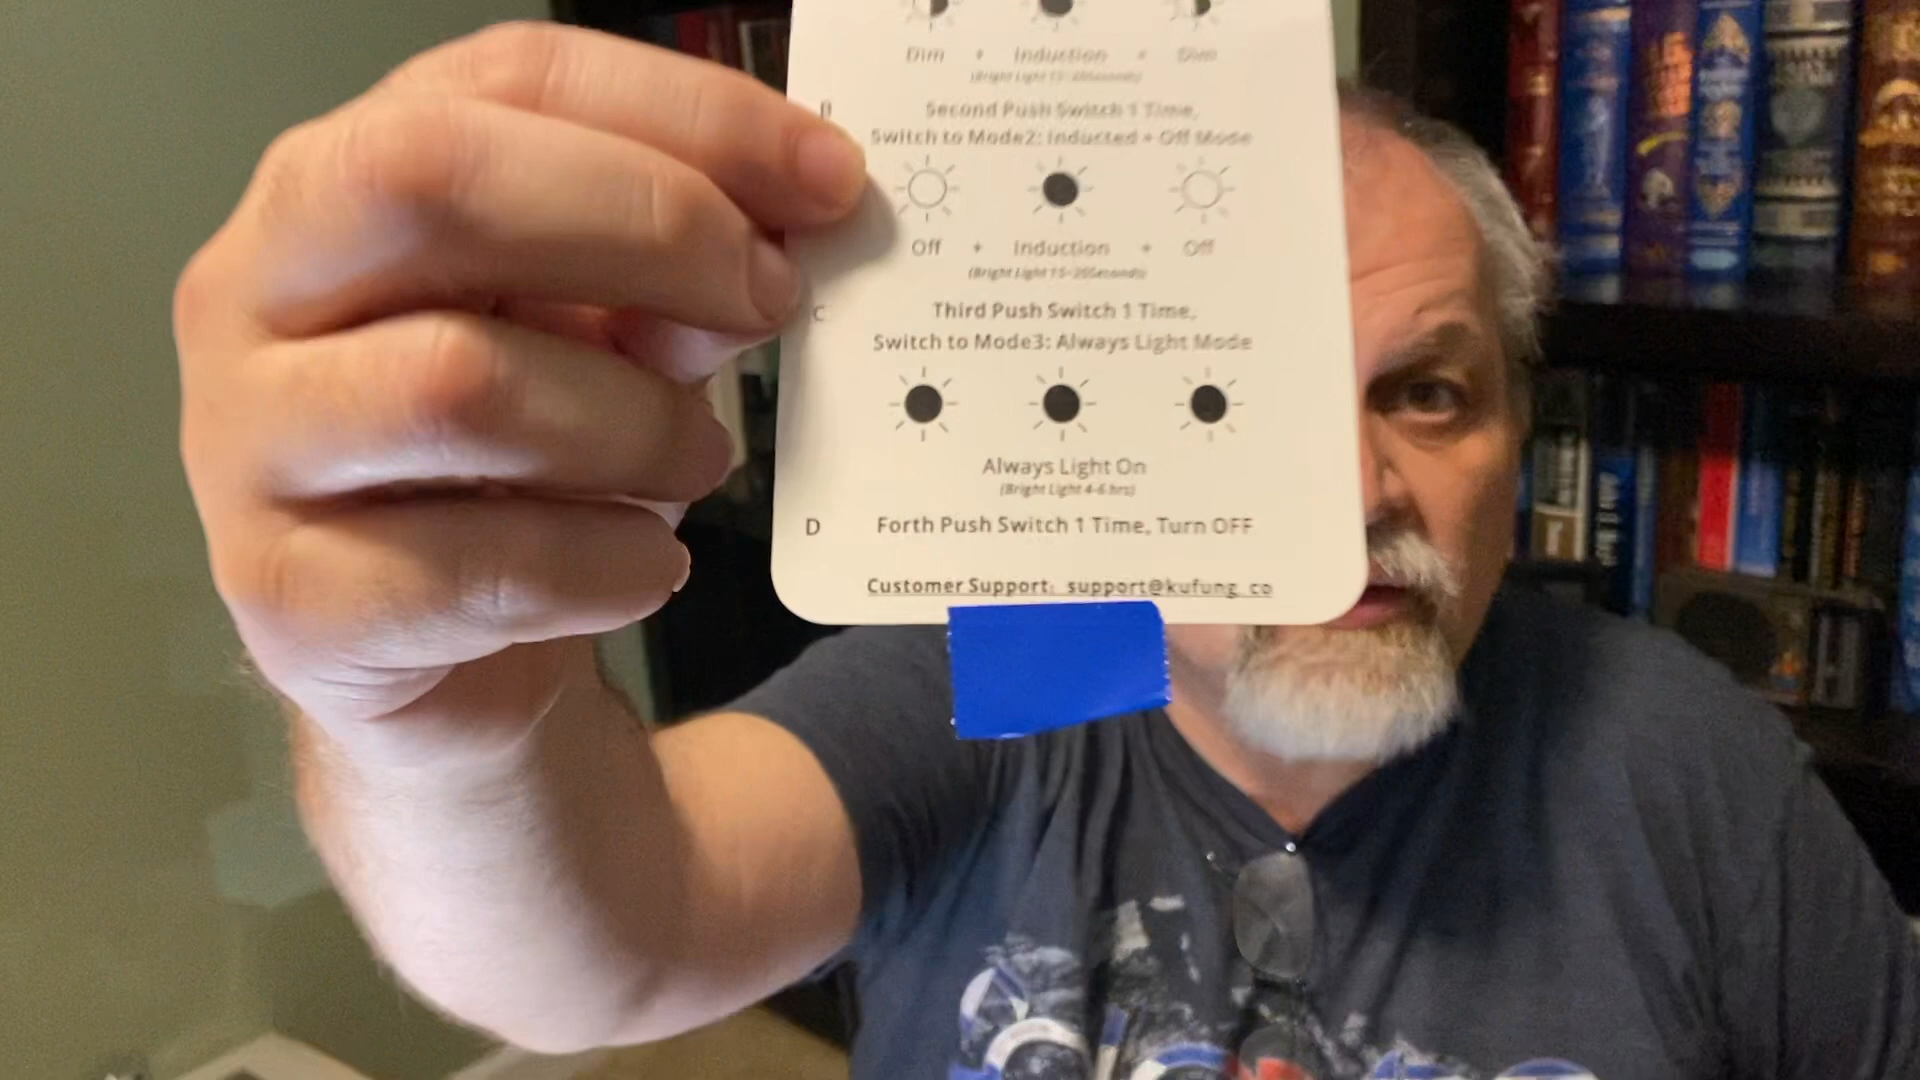 Dim + Induction + Dim
B
Second Push Switch 1 Time,
Switch to Mode2: Inducted + Off Mode
Off + Induction + Off
(Bright Light 15-20Seconds)
C
Third Push Switch 1 Time,
Switch to Mode3: Always Light Mode
Always Light On
(Bright Light 4-6 hrs)
D
Forth Push Switch 1 Time, Turn OFF
Customer Support: support@kufung.co